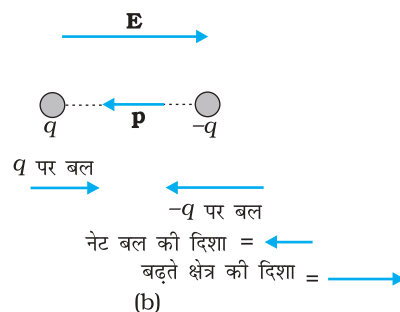 E
p
q
–q
q पर बल
–q पर बल
नेट बल की दिशा =
बढ़ते क्षेत्र की दिशा =
(b)